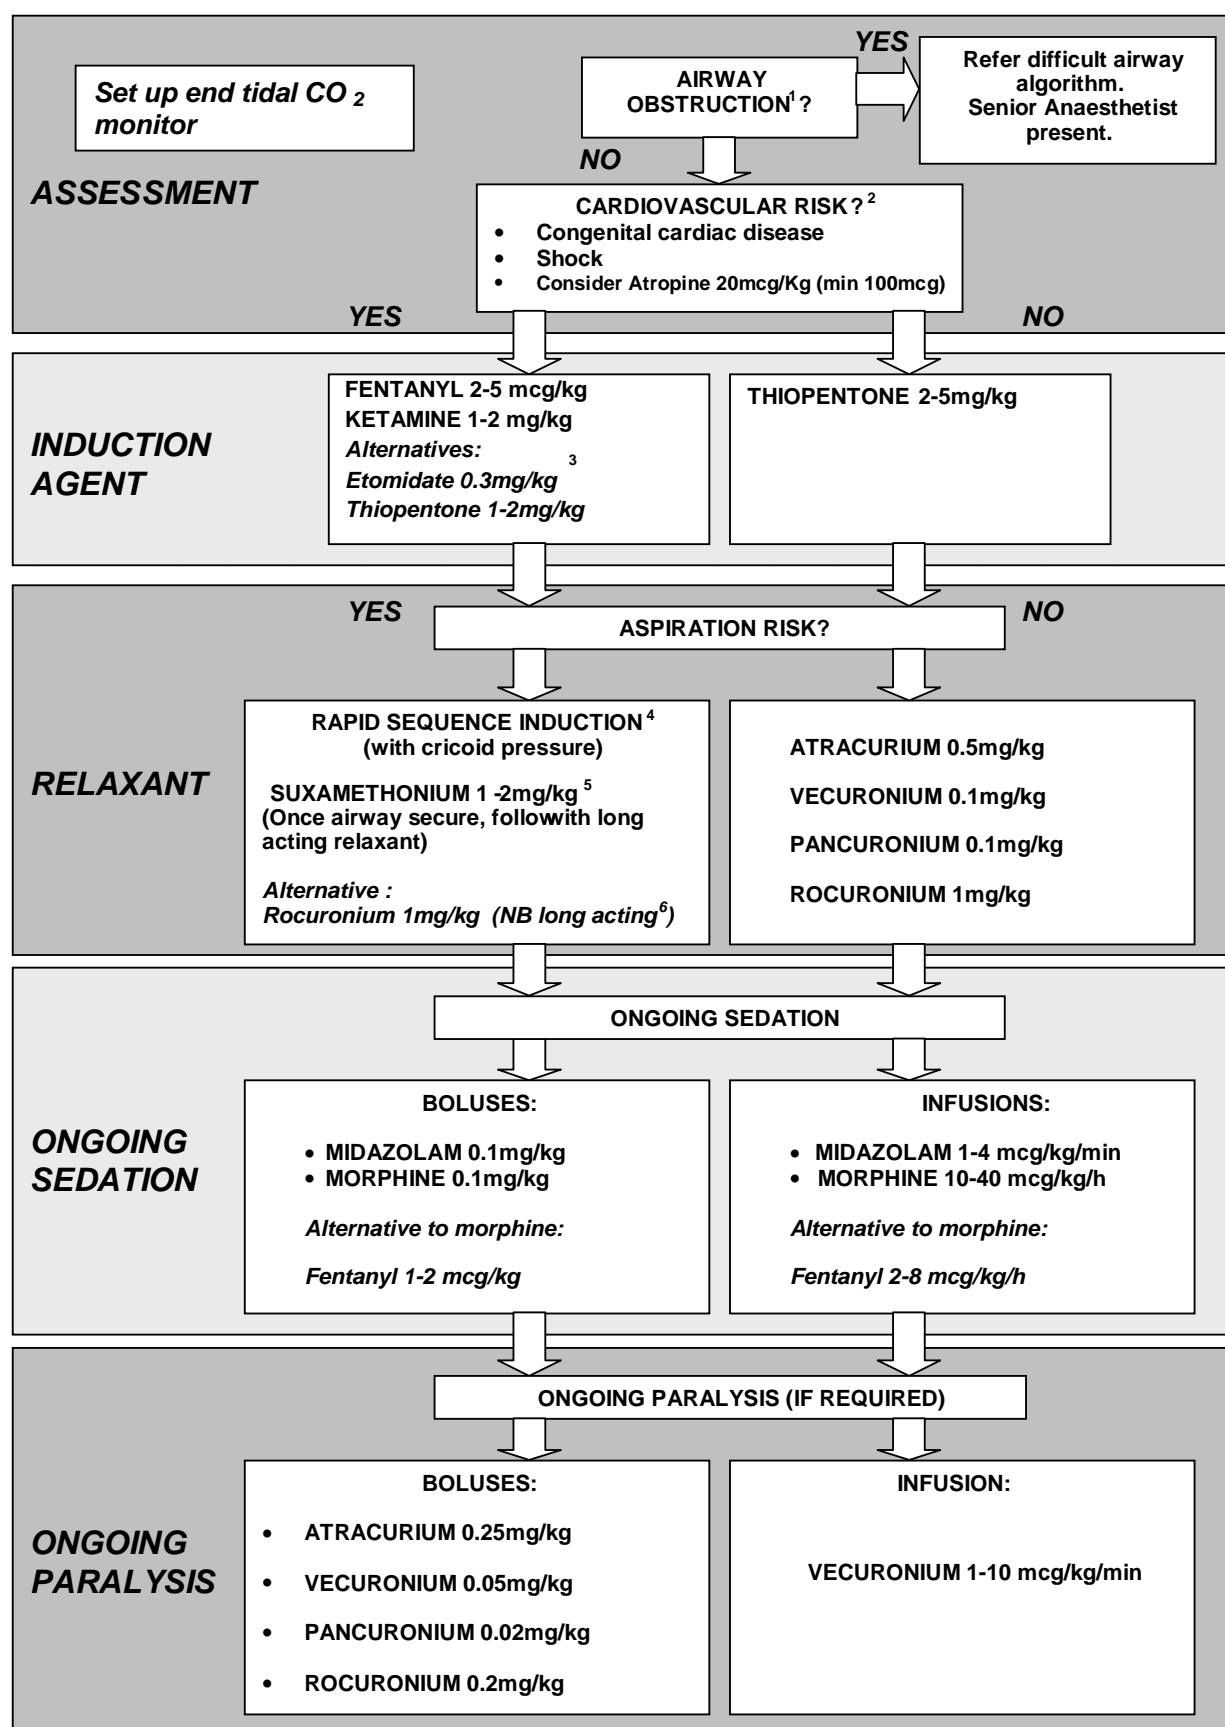 YES
AIRWAY
OBSTRUCTION1?
Refer difficult airway
algorithm.
Senior Anaesthetist
present.
Set up end tidal CO 2
monitor
NO
ASSESSMENT
CARDIOVASCULAR RISK?2
• Congenital cardiac disease
• Shock
• Consider Atropine 20mcg/Kg (min 100mcg)
YES
NO
INDUCTION
AGENT
FENTANYL 2-5 mcg/kg
KETAMINE 1-2 mg/kg
Alternatives:
Etomidate 0.3mg/kg 3
Thiopentone 1-2mg/kg
THIOPENTONE 2-5mg/kg
YES
ASPIRATION RISK?
NO
RELAXANT
RAPID SEQUENCE INDUCTION4
(with cricoid pressure)
SUXAMETHONIUM 1 -2mg/kg 5
(Once airway secure, followwith long
acting relaxant)
Alternative :
Rocuronium 1mg/kg (NB long acting6)
ATRACURIUM 0.5mg/kg
VECURONIUM 0.1mg/kg
PANCURONIUM 0.1mg/kg
ROCURONIUM 1mg/kg
ONGOING SEDATION
ONGOING
SEDATION
BOLUSES:
• MIDAZOLAM 0.1mg/kg
• MORPHINE 0.1mg/kg
Alternative to morphine:
Fentanyl 1-2 mcg/kg
INFUSIONS:
• MIDAZOLAM 1-4 mcg/kg/min
• MORPHINE 10-40 mcg/kg/h
Alternative to morphine:
Fentanyl 2-8 mcg/kg/h
ONGOING PARALYSIS (IF REQUIRED)
ONGOING
PARALYSIS
BOLUSES:
• ATRACURIUM 0.25mg/kg
• VECURONIUM 0.05mg/kg
• PANCURONIUM 0.02mg/kg
• ROCURONIUM 0.2mg/kg
INFUSION:
VECURONIUM 1-10 mcg/kg/min